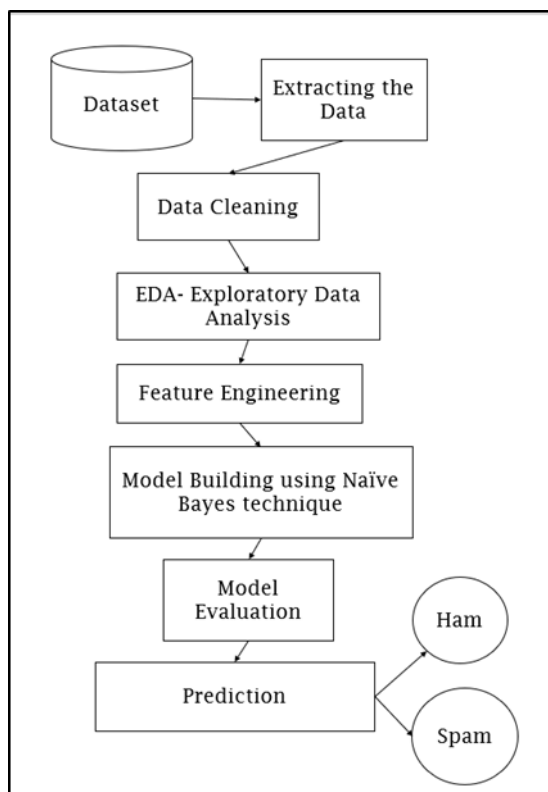 Dataset
Extracting the
Data
Data Cleaning
EDA- Exploratory Data
Analysis
Feature Engineering
Model Building using Naïve
Bayes technique
Model
Evaluation
Ham
Prediction
Spam